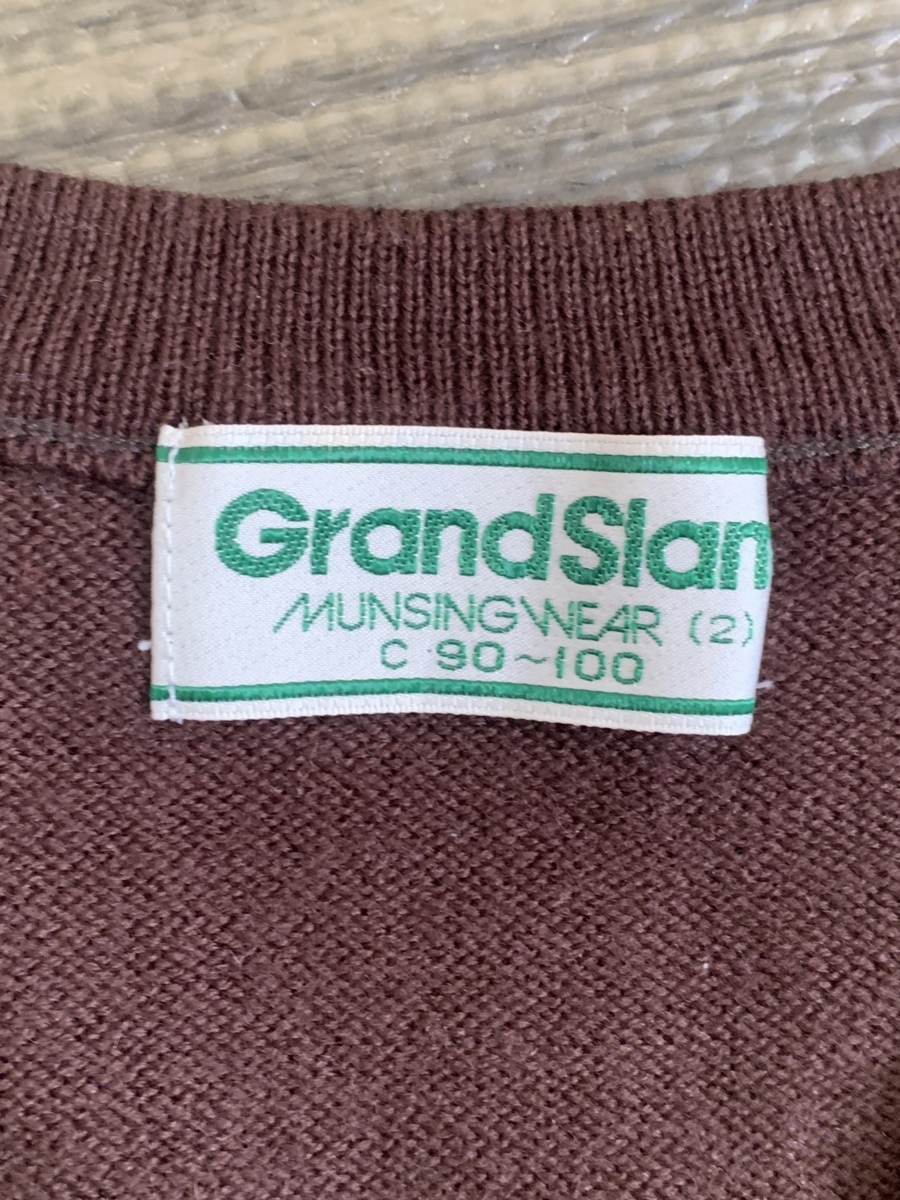 GrandSlam
MUNSINGWEAR (2)
C 90~100